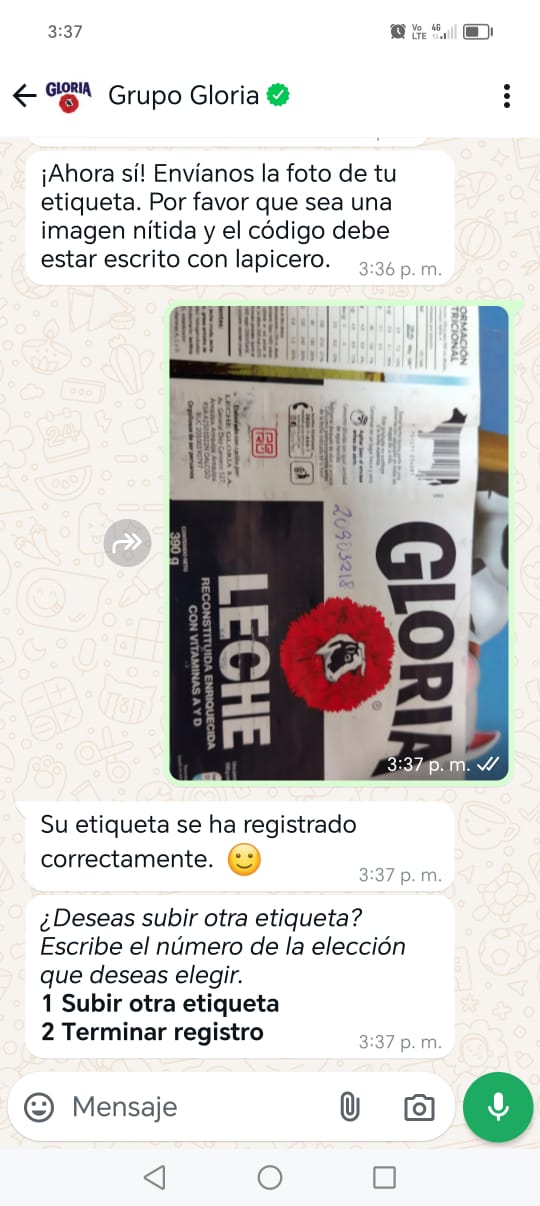 3:37
Vo
LTE
4G
GLORIA
Grupo Gloria
¡Ahora sí! Envíanos la foto de tu
etiqueta. Por favor que sea una
imagen nítida y el código debe
estar escrito con lapicero.
3:36 p. m.
ORMACIÓN
TRICIONAL
LECHE GLORIA S.A.
20903218
GLORIA
®
LECHE
RECONSTITUIDA ENRIQUECIDA
CON VITAMINAS A Y D
CONTENIDO NETO
390 g
3:37 p. m.
Su etiqueta se ha registrado
correctamente.
3:37 p. m.
¿Deseas subir otra etiqueta?
Escribe el número de la elección
que deseas elegir.
1 Subir otra etiqueta
2 Terminar registro
3:37 p. m.
Mensaje